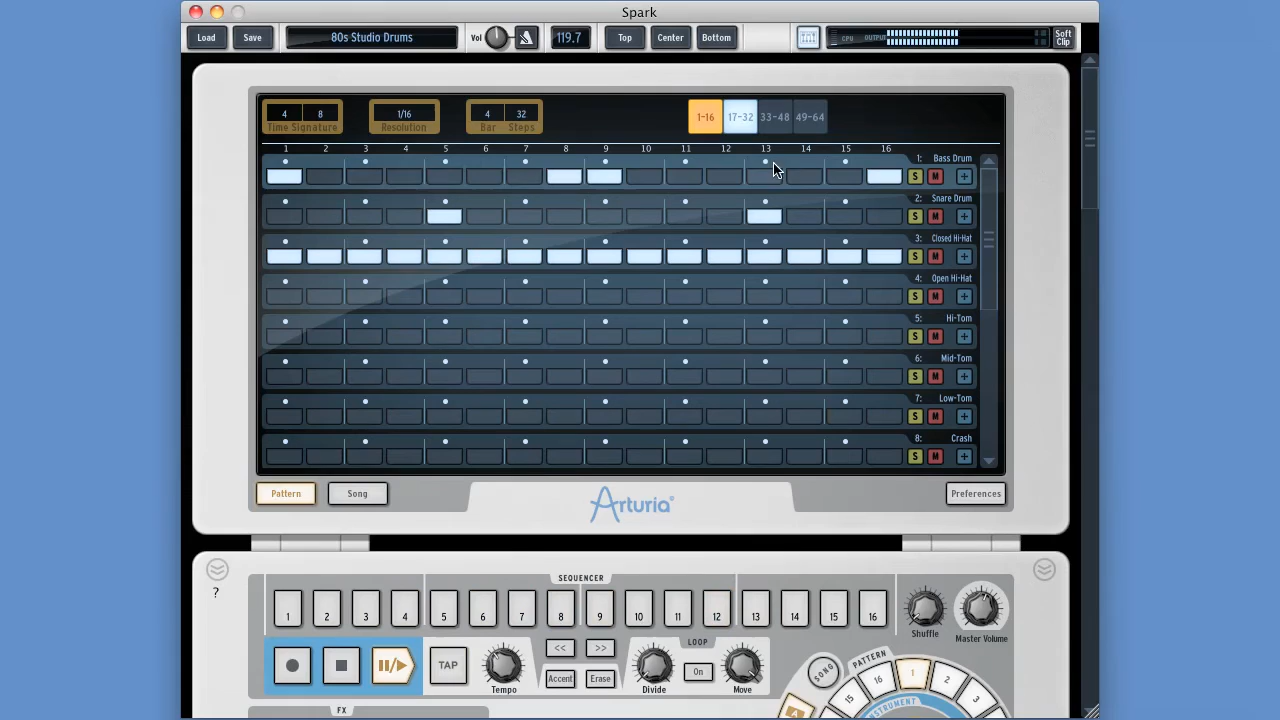 Spark
Load Save 80s Studio Drums Vol 119.7 Top Center Bottom CPU OUTPUT Soft Clip
4 8 1/16 4 32 1-16 17-32 33-48 49-64
Time Signature Resolution Bar Steps
1 2 3 4 5 6 7 8 9 10 11 12 13 14 15 16
1: Bass Drum
S M +
2: Snare Drum
S M +
3: Closed Hi-Hat
S M +
4: Open Hi-Hat
S M +
5: Hi-Tom
S M +
6: Mid-Tom
S M +
7: Low-Tom
S M +
8: Crash
S M +
Pattern Song Arturia® Preferences
?
SEQUENCER
1 2 3 4 5 6 7 8 9 10 11 12 13 14 15 16
Shuffle Master Volume
TAP << >> LOOP
Tempo Accent Erase Divide On Move
SONG PATTERN
15 16 1 2 3
A INSTRUMENT
FX